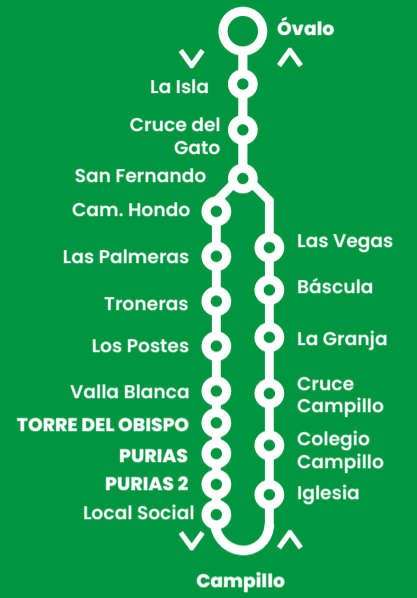 Óvalo
La Isla
Cruce del
Gato
San Fernando
Cam. Hondo
Las Palmeras
Troneras
Los Postes
Valla Blanca
TORRE DEL OBISPO
PURIAS
PURIAS 2
Local Social
Las Vegas
Báscula
La Granja
Cruce
Campillo
Colegio
Campillo
Iglesia
Campillo